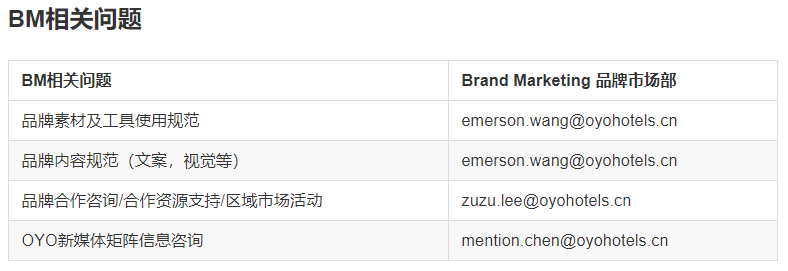 BM相关问题
BM相关问题 Brand Marketing 品牌市场部
品牌素材及工具使用规范 emerson.wang@oyohotels.cn
品牌内容规范（文案，视觉等） emerson.wang@oyohotels.cn
品牌合作咨询/合作资源支持/区域市场活动 zuzu.lee@oyohotels.cn
OYO新媒体矩阵信息咨询 mention.chen@oyohotels.cn